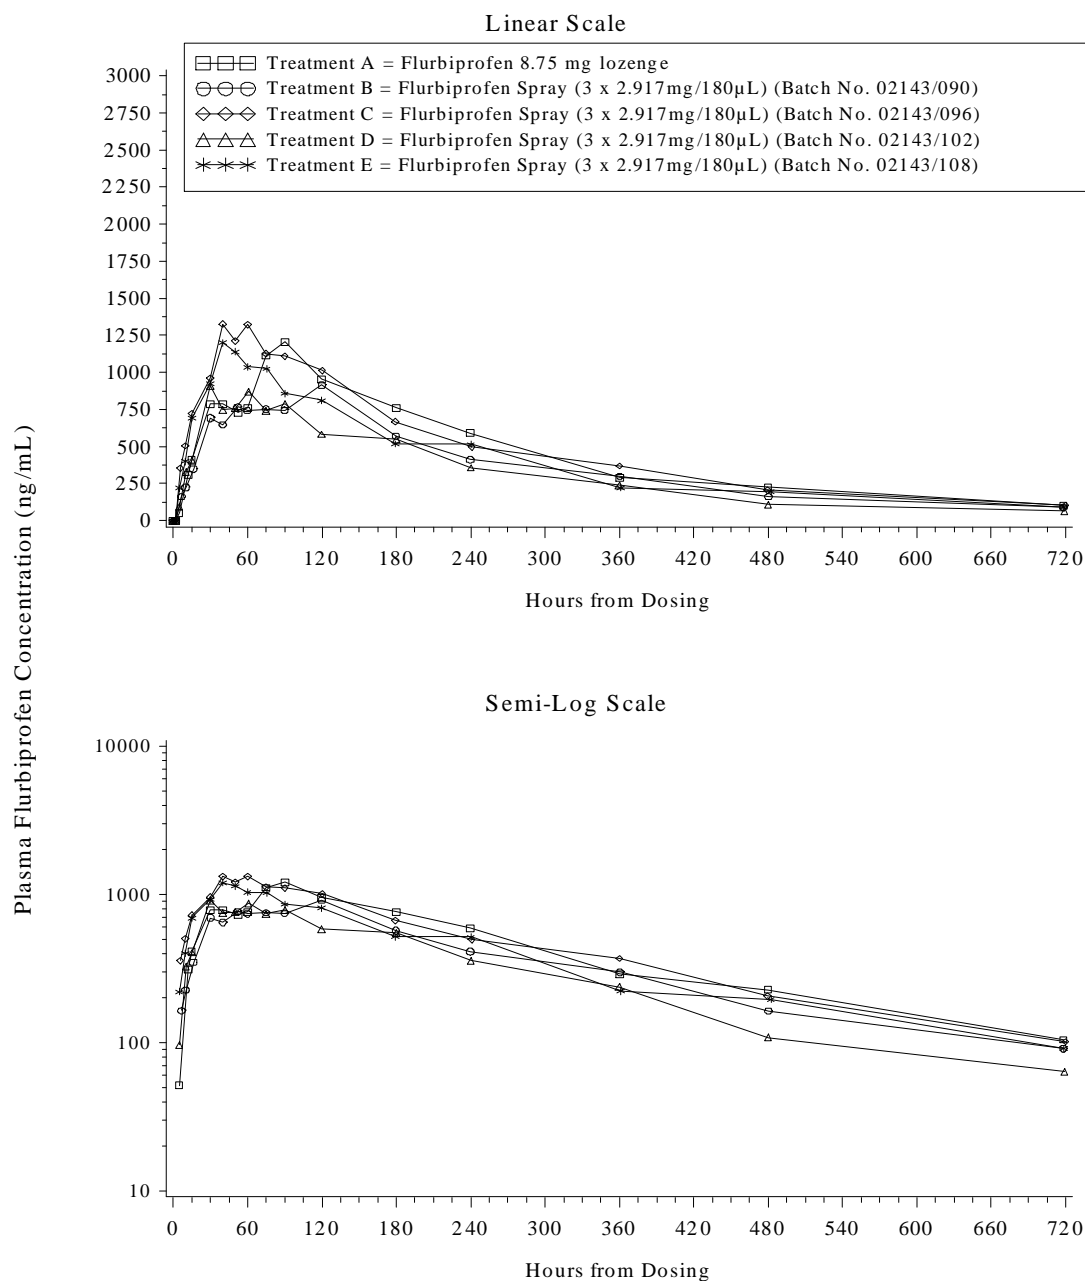 Linear Scale
Treatment A = Flurbiprofen 8.75 mg lozenge
Treatment B = Flurbiprofen Spray (3 x 2.917mg/180µL) (Batch No. 02143/090)
Treatment C = Flurbiprofen Spray (3 x 2.917mg/180µL) (Batch No. 02143/096)
Treatment D = Flurbiprofen Spray (3 x 2.917mg/180µL) (Batch No. 02143/102)
Treatment E = Flurbiprofen Spray (3 x 2.917mg/180µL) (Batch No. 02143/108)
3000
2750
2500
2250
2000
1750
1500
1250
1000
750
500
250
0
0 60 120 180 240 300 360 420 480 540 600 660 720
Hours from Dosing
Plasma Flurbiprofen Concentration (ng/mL)
Semi-Log Scale
10000
1000
100
10
0 60 120 180 240 300 360 420 480 540 600 660 720
Hours from Dosing